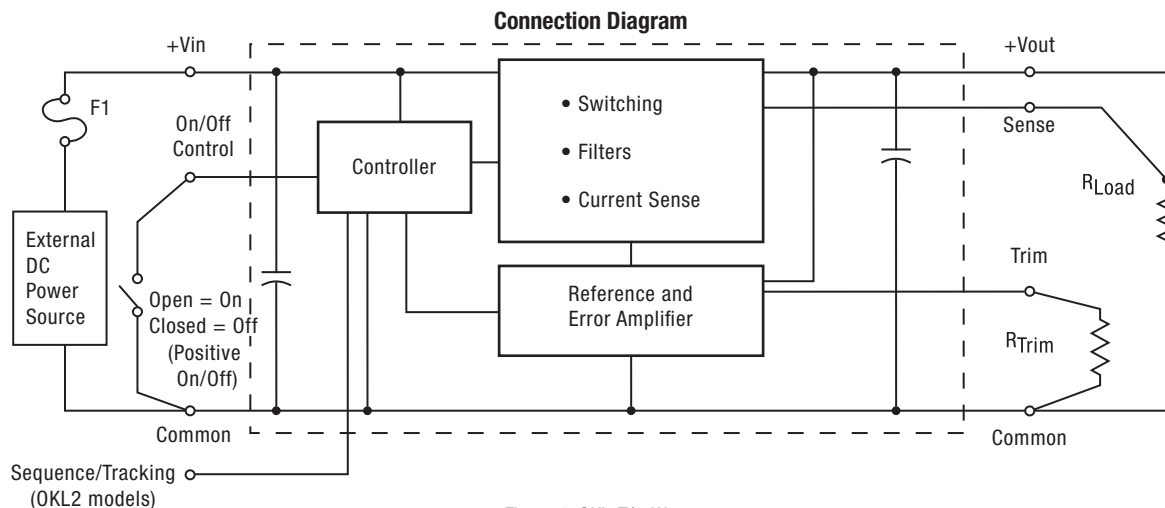 Connection Diagram
+Vin
+Vout
F1
On/Off
Control
Controller
• Switching
• Filters
• Current Sense
Sense
RLoad
External
DC
Power
Source
Open = On
Closed = Off
(Positive
On/Off)
Reference and
Error Amplifier
Trim
RTrim
Common
Common
Sequence/Tracking
(OKL2 models)